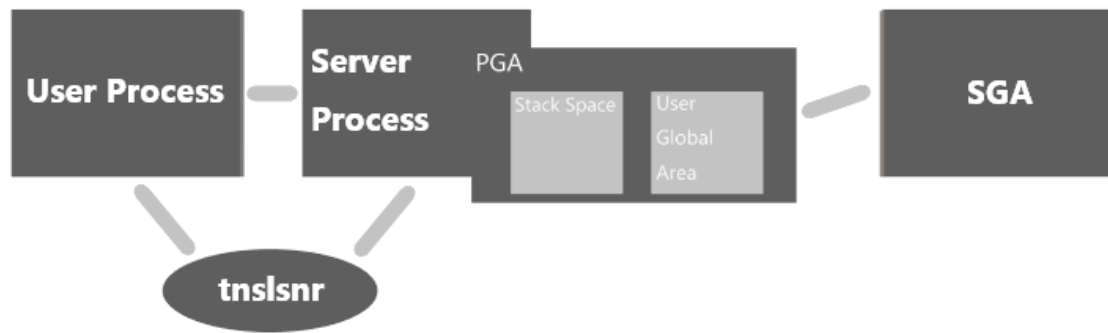 User Process
Server
Process
PGA
Stack Space
User
Global
Area
SGA
tnslsnr